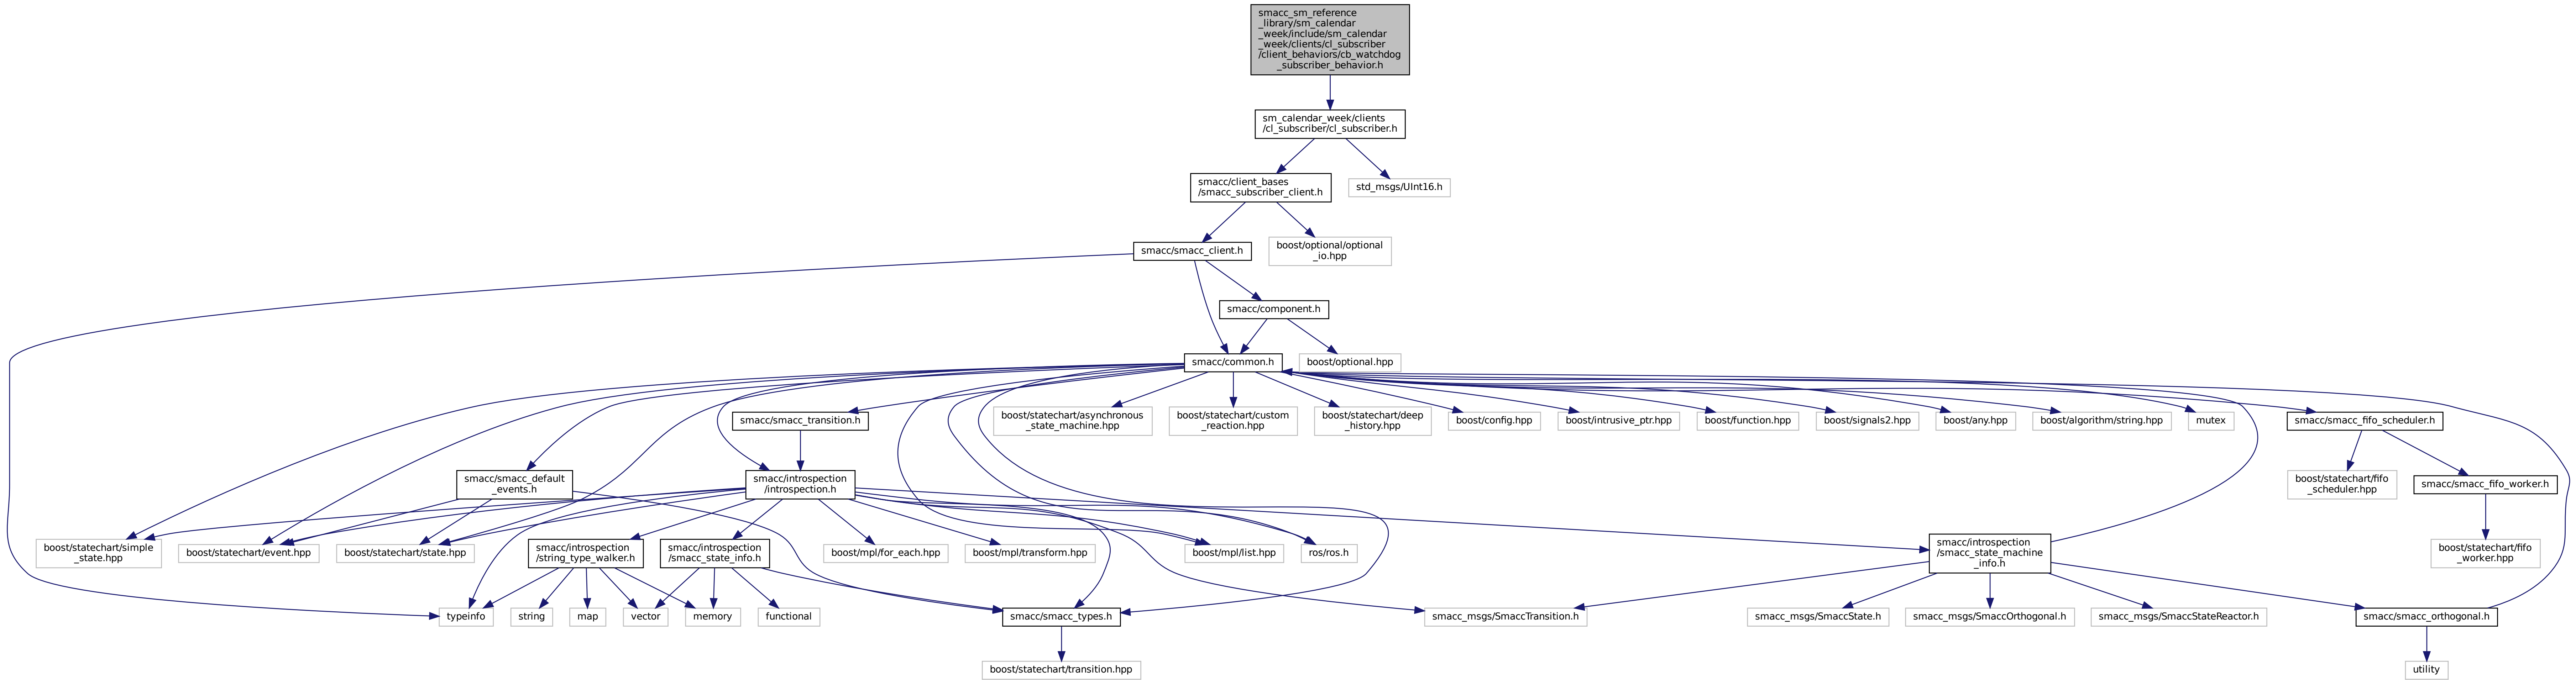 smacc_sm_reference
_library/sm_calendar
_week/include/sm_calendar
_week/clients/cl_subscriber
/client_behaviors/cb_watchdog
_subscriber_behavior.h
sm_calendar_week/clients
/cl_subscriber/cl_subscriber.h
smacc/client_bases
/smacc_subscriber_client.h
std_msgs/UInt16.h
smacc/smacc_client.h
boost/optional/optional
_io.hpp
smacc/component.h
smacc/common.h
boost/optional.hpp
smacc/smacc_transition.h
boost/statechart/asynchronous
_state_machine.hpp
boost/statechart/custom
_reaction.hpp
boost/statechart/deep
_history.hpp
boost/config.hpp
boost/intrusive_ptr.hpp
boost/function.hpp
boost/signals2.hpp
boost/any.hpp
boost/algorithm/string.hpp
mutex
smacc/smacc_fifo_scheduler.h
smacc/smacc_default
_events.h
smacc/introspection
/introspection.h
boost/statechart/fifo
_scheduler.hpp
smacc/smacc_fifo_worker.h
boost/statechart/simple
_state.hpp
boost/statechart/event.hpp
boost/statechart/state.hpp
smacc/introspection
/string_type_walker.h
smacc/introspection
/smacc_state_info.h
boost/mpl/for_each.hpp
boost/mpl/transform.hpp
boost/mpl/list.hpp
ros/ros.h
smacc/introspection
/smacc_state_machine
_info.h
boost/statechart/fifo
_worker.hpp
typeinfo
string
map
vector
memory
functional
smacc/smacc_types.h
smacc_msgs/SmaccTransition.h
smacc_msgs/SmaccState.h
smacc_msgs/SmaccOrthogonal.h
smacc_msgs/SmaccStateReactor.h
smacc/smacc_orthogonal.h
boost/statechart/transition.hpp
utility